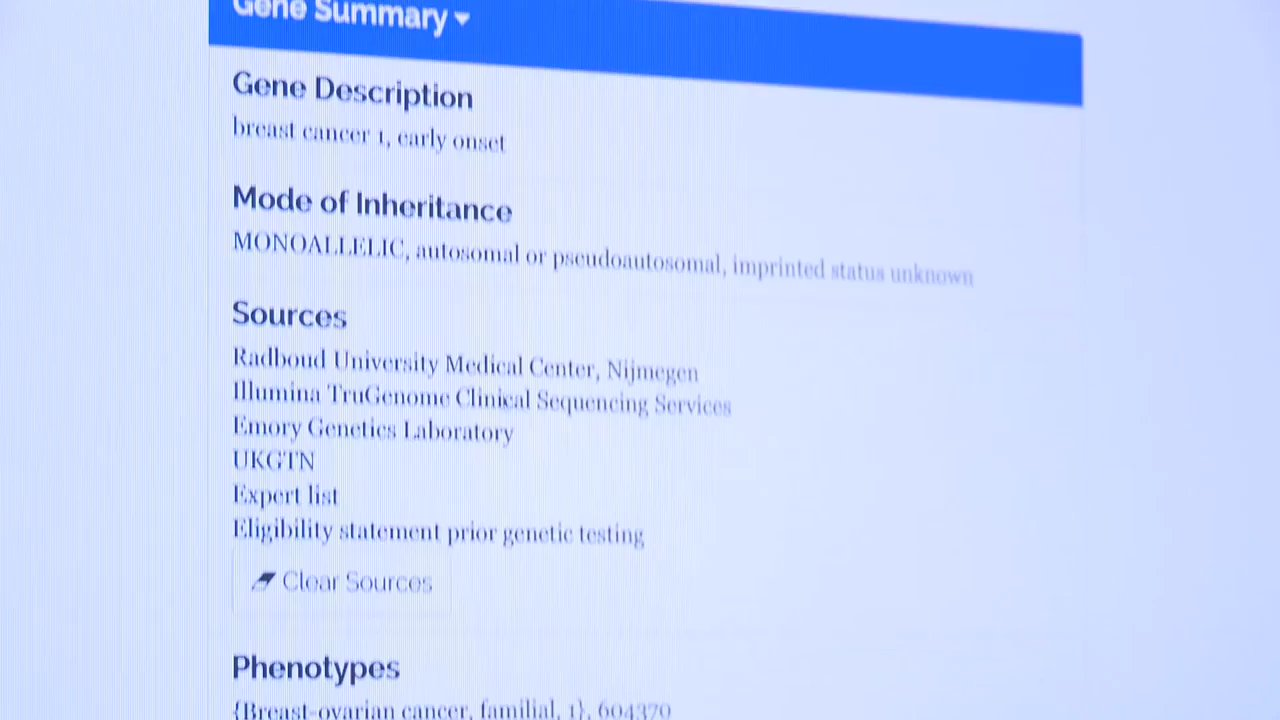 Gene Summary
Gene Description
breast cancer 1, early onset
Mode of Inheritance
MONOALLELIC, autosomal or pseudoautosomal, imprinted status unknown
Sources
Radboud University Medical Center, Nijmegen
Illumina TruGenome Clinical Sequencing Services
Emory Genetics Laboratory
UKGTN
Expert list
Eligibility statement prior genetic testing
Clear Sources
Phenotypes
{Breast-ovarian cancer, familial, 1}, 604370